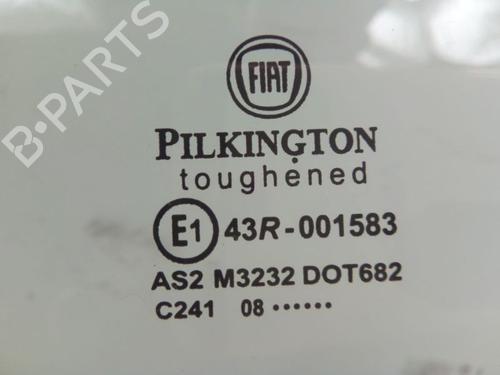 B-PARTS
FIAT
PILKINGTON
toughened
E1 43R-001583
AS2 M3232 DOT682
C241 08 ••••••